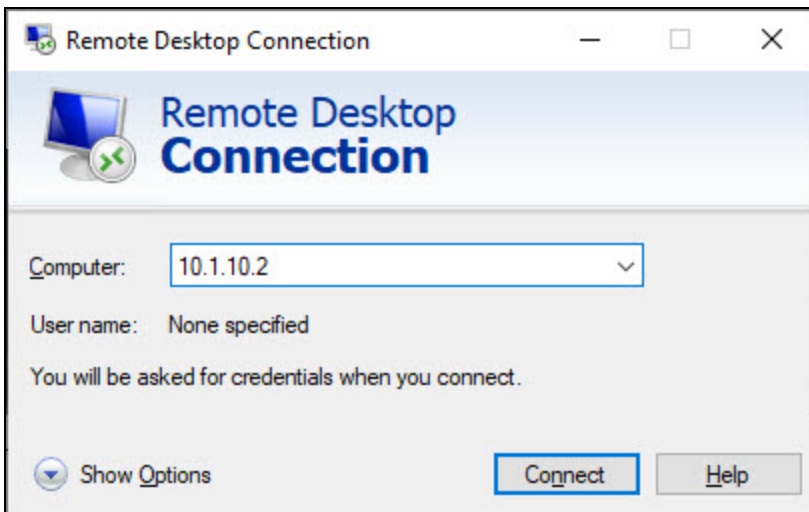 Remote Desktop Connection
Remote Desktop
Connection
Computer: 10.1.10.2
User name: None specified
You will be asked for credentials when you connect.
Show Options Connect Help